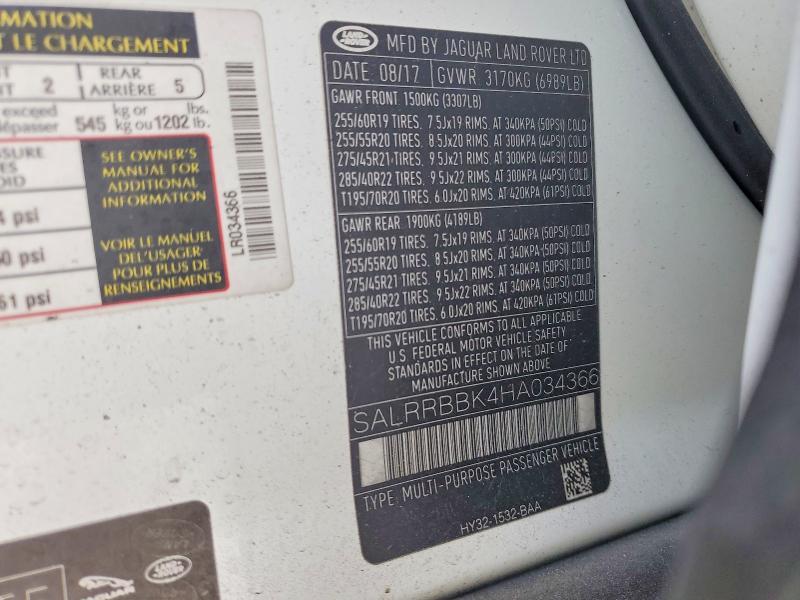 MATION
T LE CHARGEMENT
2
REAR
ARRIÈRE
5
exceed
dépasser
545
kg or
kg ou
lbs.
1202 lb.
SEE OWNER'S
MANUAL FOR
ADDITIONAL
INFORMATION
VOIR LE MANUEL
DEL'USAGER
POUR PLUS DE
RENSEIGNEMENTS
psi
psi
psi
LR034366
LAND ROVER
MFD BY JAGUAR LAND ROVER LTD
DATE 08/17 GVWR 3170KG (6989LB)
GAWR FRONT 1500KG (3307LB)
255/60R19 TIRES, 7.5Jx19 RIMS, AT 340KPA (50PSI) COLD
255/55R20 TIRES, 8.5Jx20 RIMS, AT 300KPA (44PSI) COLD
275/45R21 TIRES, 9.5Jx21 RIMS, AT 300KPA (44PSI) COLD
285/40R22 TIRES, 9.5Jx22 RIMS, AT 300KPA (44PSI) COLD
T195/70R20 TIRES, 6.0Jx20 RIMS, AT 420KPA (61PSI) COLD
GAWR REAR 1900KG (4189LB)
255/60R19 TIRES, 7.5Jx19 RIMS, AT 340KPA (50PSI) COLD
255/55R20 TIRES, 8.5Jx20 RIMS, AT 340KPA (50PSI) COLD
275/45R21 TIRES, 9.5Jx21 RIMS, AT 340KPA (50PSI) COLD
285/40R22 TIRES, 9.5Jx22 RIMS, AT 340KPA (50PSI) COLD
T195/70R20 TIRES, 6.0Jx20 RIMS, AT 420KPA (61PSI) COLD
THIS VEHICLE CONFORMS TO ALL APPLICABLE
U.S. FEDERAL MOTOR VEHICLE SAFETY
STANDARDS IN EFFECT ON THE DATE OF
MANUFACTURE SHOWN ABOVE
SALRRBBK4HA034366
TYPE: MULTI-PURPOSE PASSENGER VEHICLE
HY32-1532-BAA
LAND ROVER
JAGUAR